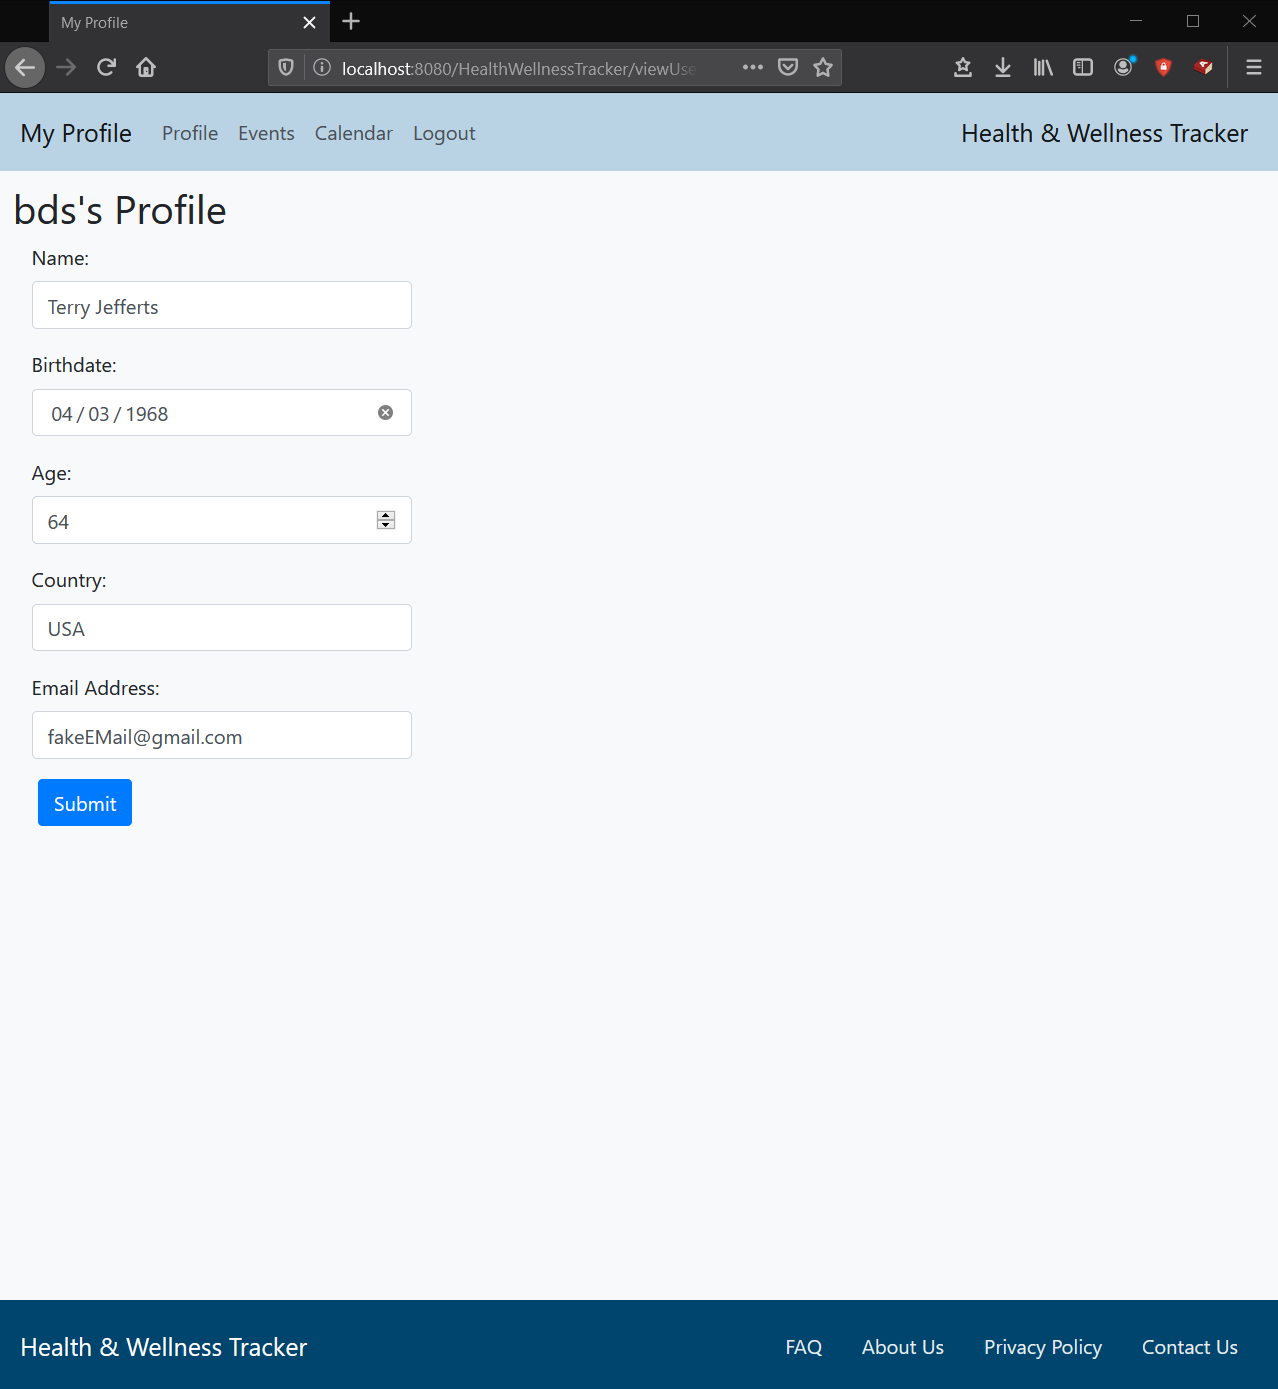 My Profile
localhost:8080/HealthWellnessTracker/viewUse
My Profile Profile Events Calendar Logout Health & Wellness Tracker
bds's Profile
Name:
Terry Jefferts
Birthdate:
04 / 03 / 1968
Age:
64
Country:
USA
Email Address:
fakeEMail@gmail.com
Submit
Health & Wellness Tracker FAQ About Us Privacy Policy Contact Us